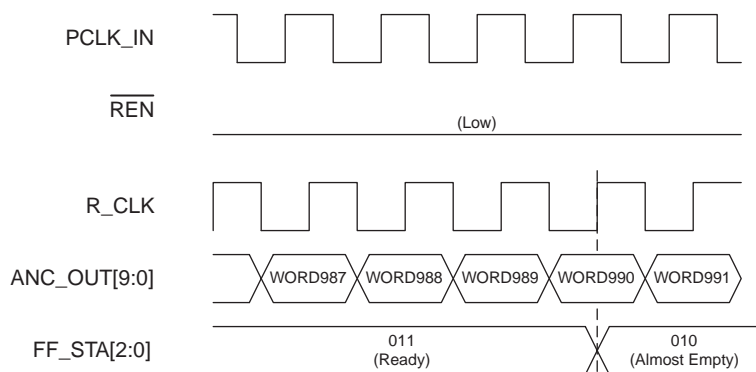 PCLK_IN
REN
(Low)
R_CLK
ANC_OUT[9:0]
WORD987
WORD988
WORD989
WORD990
WORD991
FF_STA[2:0]
011
(Ready)
010
(Almost Empty)